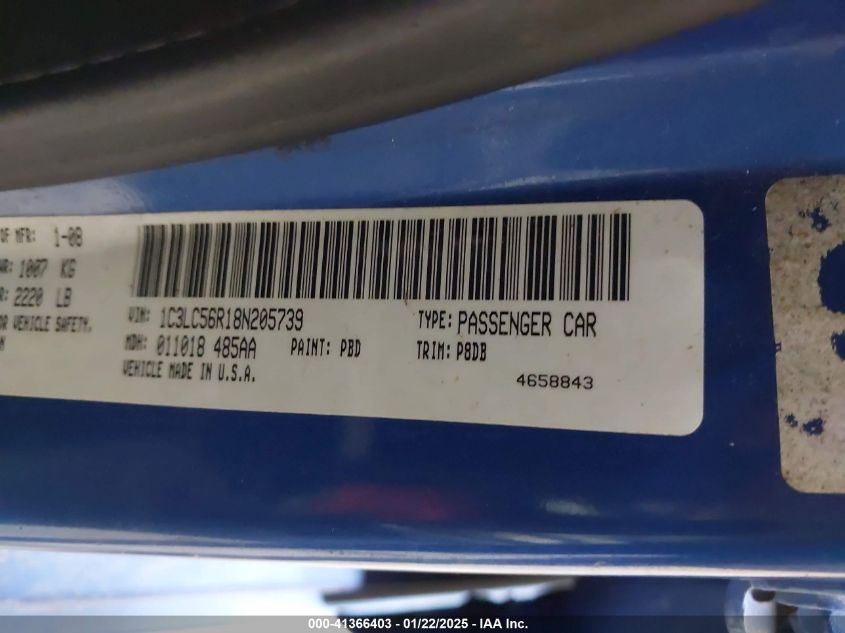 OF MFR: 1-08
WR: 1007 KG
R: 2220 LB
OR VEHICLE SAFETY.
VIN: 1C3LC56R18N205739
TYPE: PASSENGER CAR
MDH: 011018 485AA
PAINT: PBD
TRIM: P8DB
VEHICLE MADE IN U.S.A.
4658843
000-41366403 - 01/22/2025 - IAA Inc.